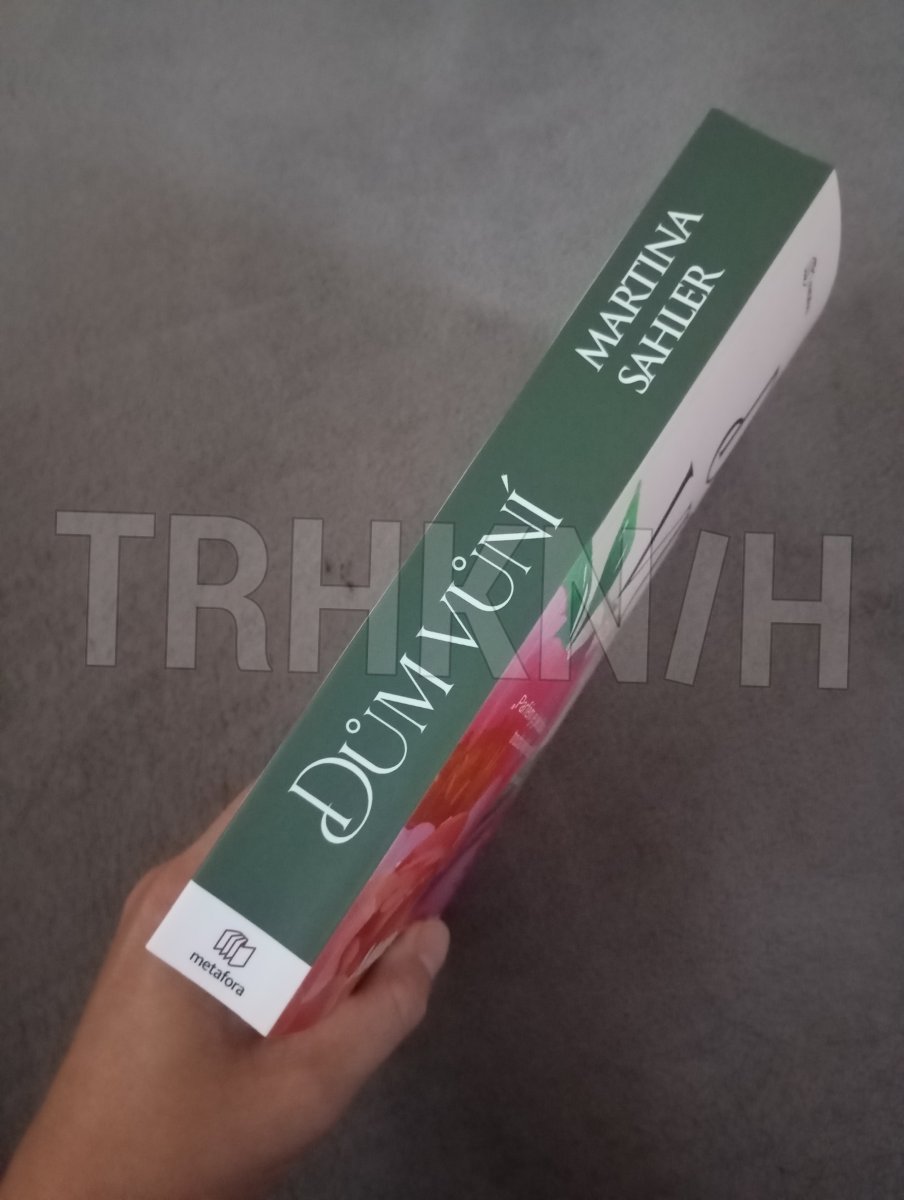 MARTINA
SAHLER
DŮM VŮNÍ
metafora
TRHKNIH